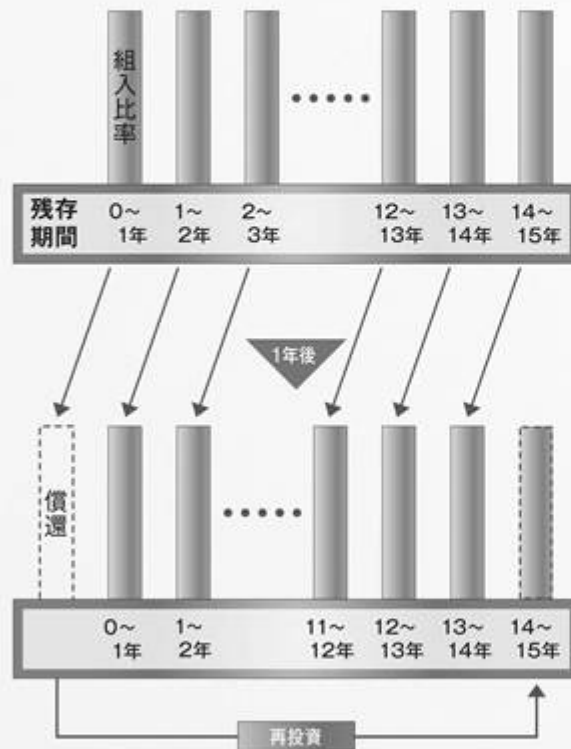 組入比率
残存
期間
0～
1年
1～
2年
2～
3年
12～
13年
13～
14年
14～
15年
1年後
償還
0～
1年
1～
2年
11～
12年
12～
13年
13～
14年
14～
15年
再投資